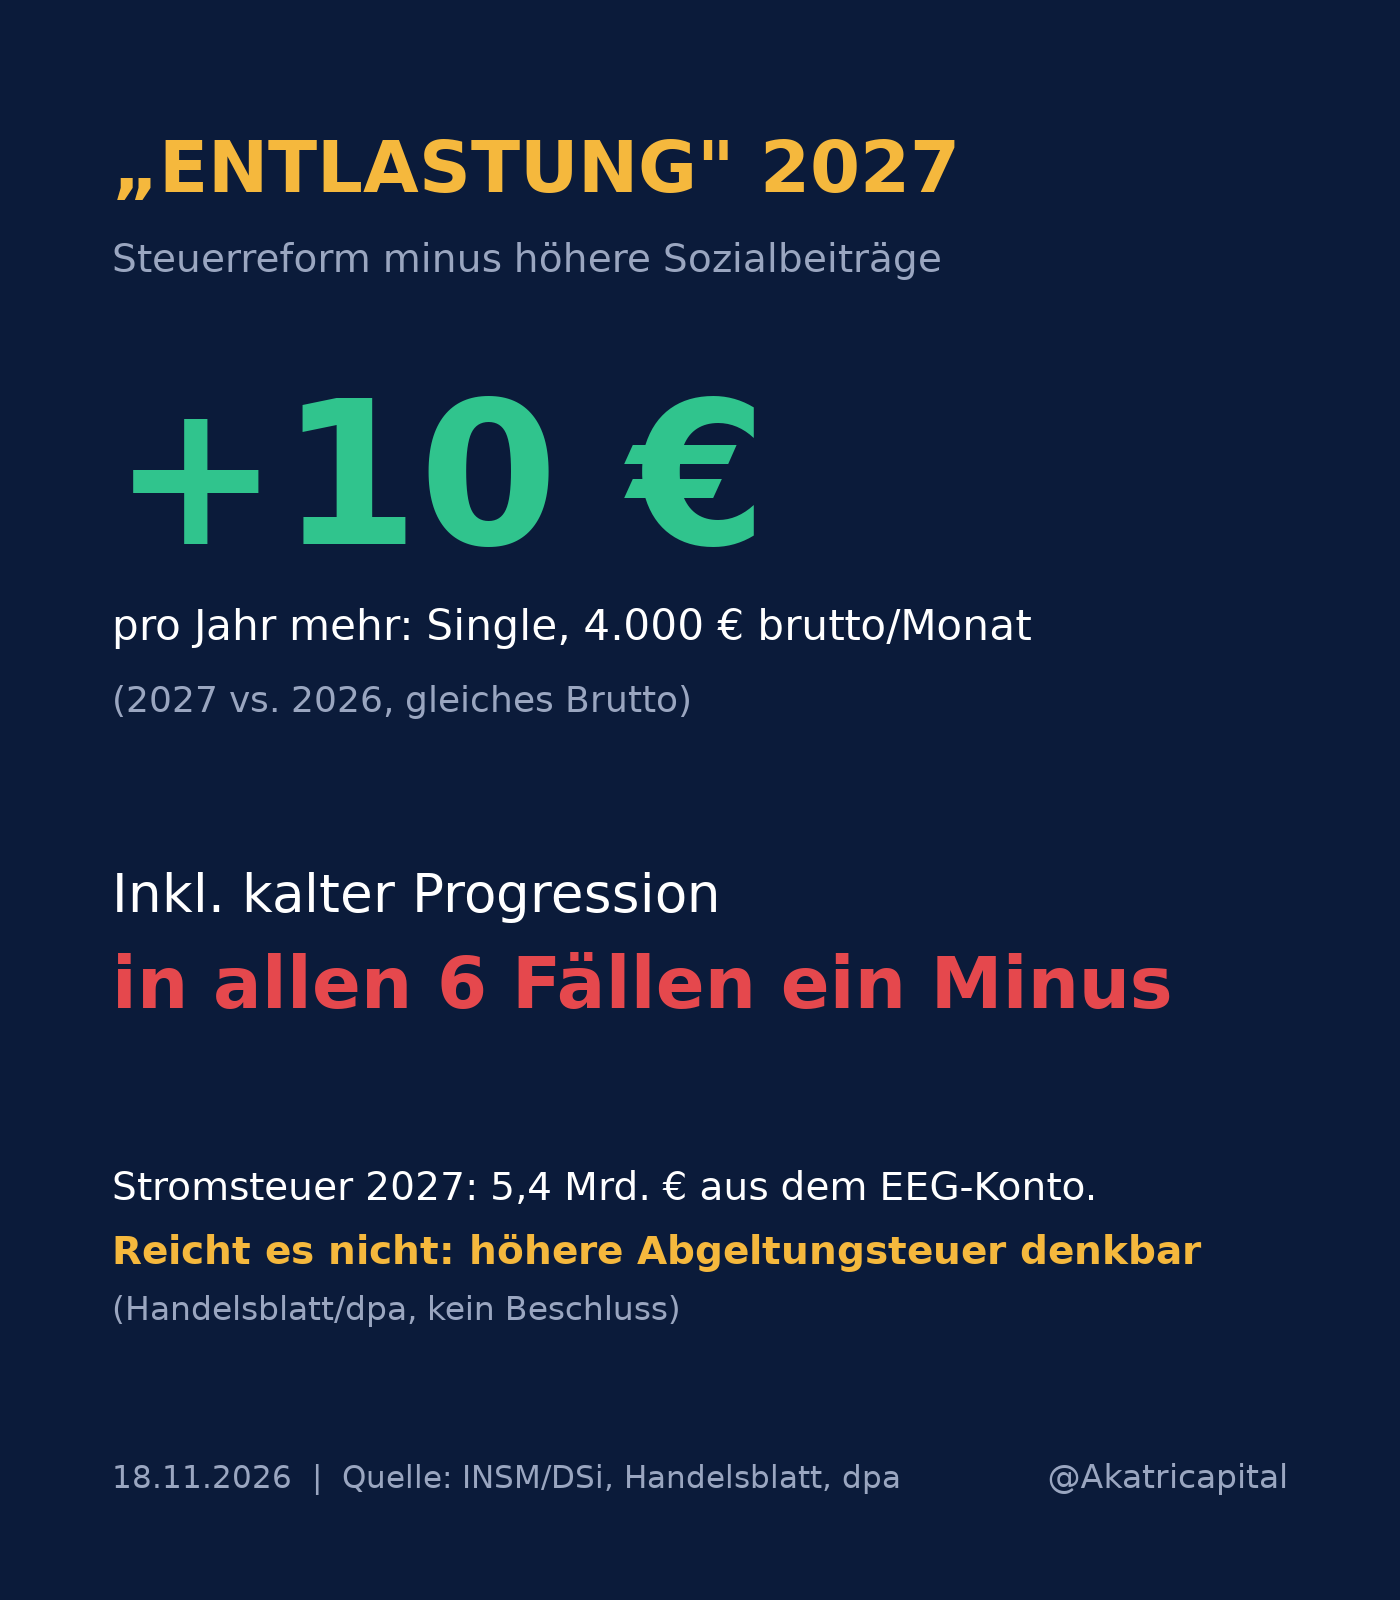 „ENTLASTUNG" 2027
Steuerreform minus höhere Sozialbeiträge
+10 €
pro Jahr mehr: Single, 4.000 € brutto/Monat
(2027 vs. 2026, gleiches Brutto)
Inkl. kalter Progression
in allen 6 Fällen ein Minus
Stromsteuer 2027: 5,4 Mrd. € aus dem EEG-Konto.
Reicht es nicht: höhere Abgeltungsteuer denkbar
(Handelsblatt/dpa, kein Beschluss)
18.11.2026 | Quelle: INSM/DSi, Handelsblatt, dpa @Akatricapital